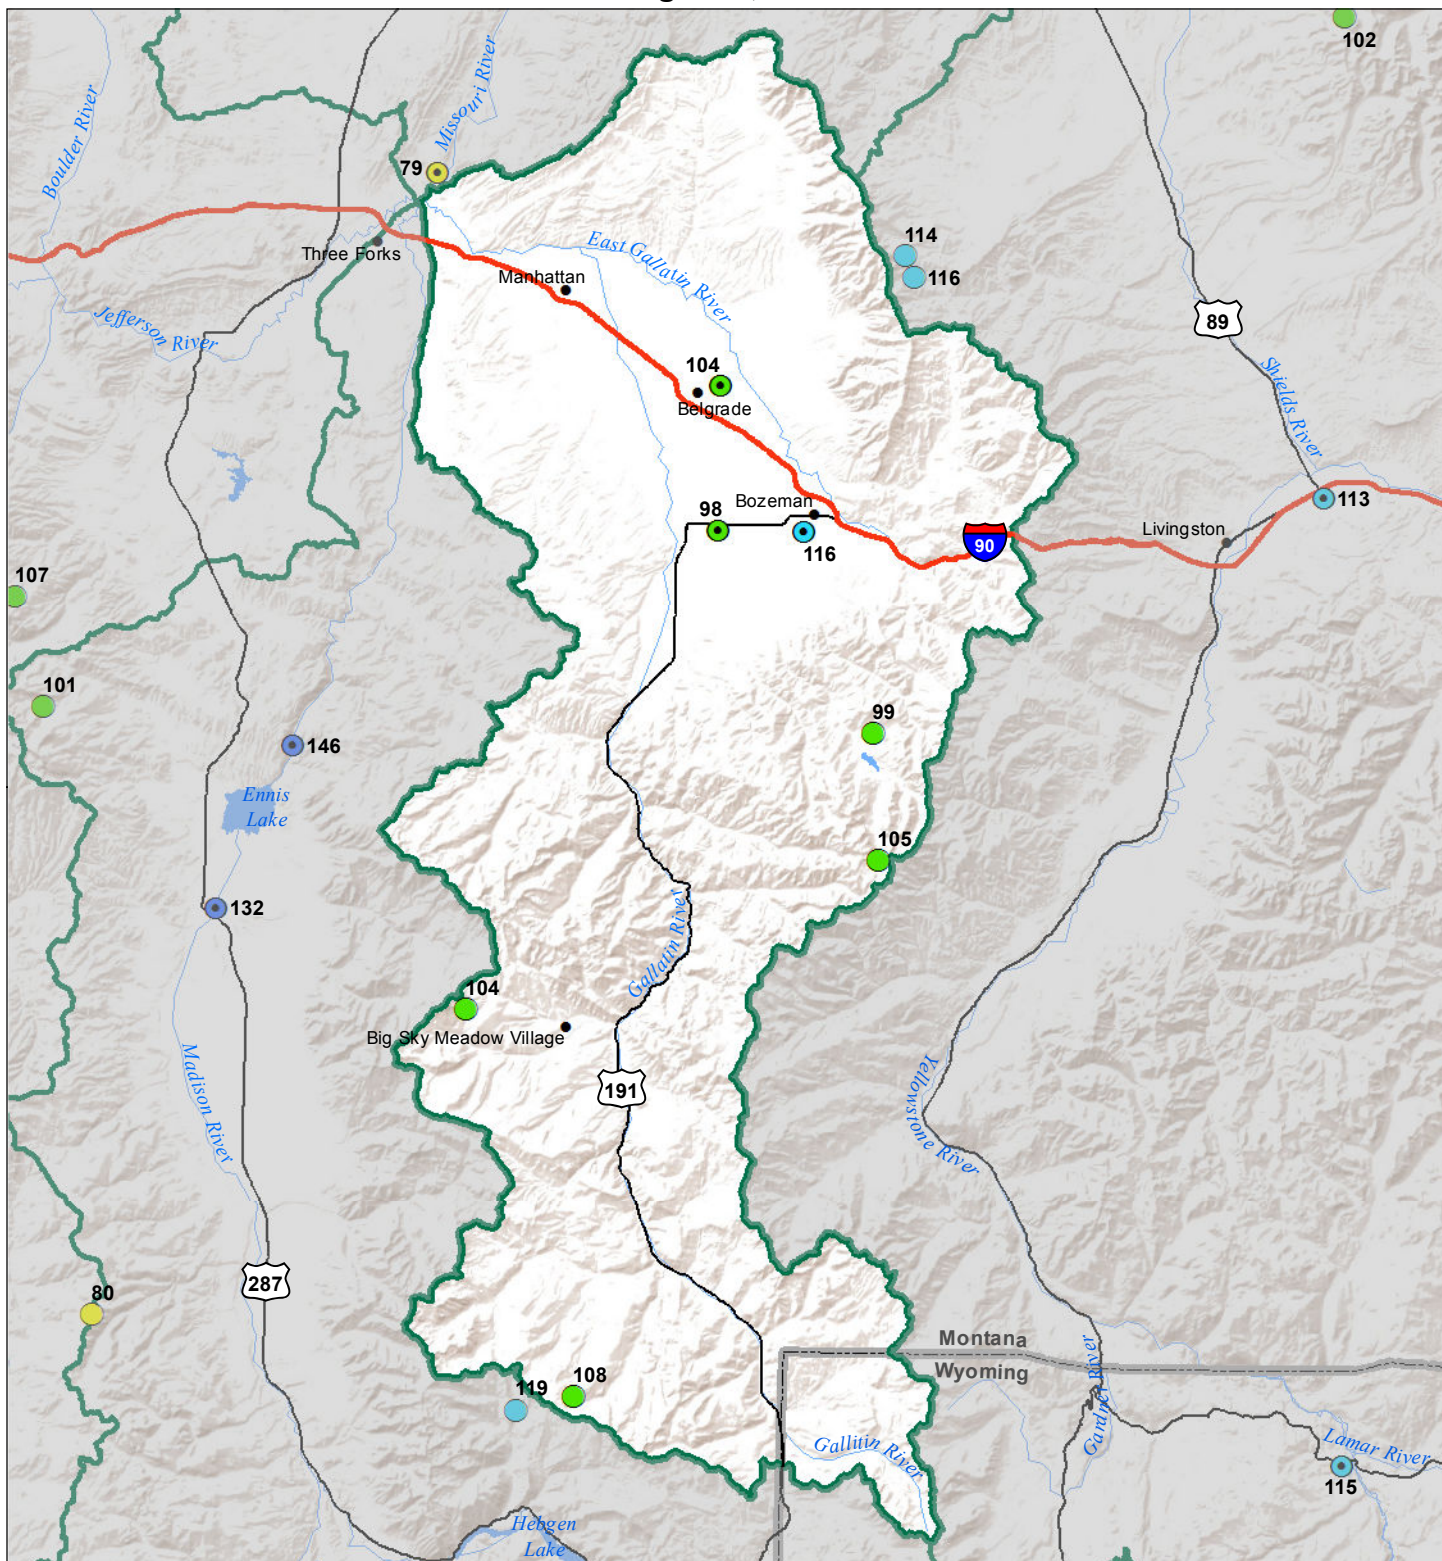 102
Missouri River
Boulder River
79
Three Forks
114
116
East Gallatin River
Manhattan
Jefferson River
89
104
Belgrade
Shields River
98
Bozeman
116
90
113
Livingston
107
101
99
146
Ennis
Lake
105
132
Gallatin River
104
Big Sky Meadow Village
191
Madison River
Yellowstone River
287
80
Montana
Wyoming
Gardner River
119
108
Gallitin River
Lamar River
115
Hebgen
Lake